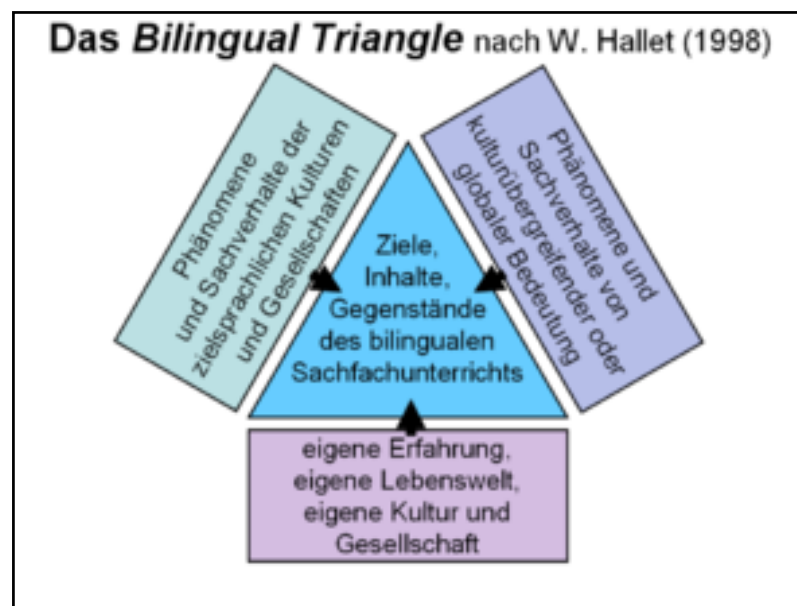 Das Bilingual Triangle nach W. Hallet (1998)
Phänomene
und Sachverhalte der
zielsprachlichen Kulturen
und Gesellschaften
Phänomene und
Sachverhalte von
kulturübergreifender oder
globaler Bedeutung
Ziele,
Inhalte,
Gegenstände
des bilingualen
Sachfachunterrichts
eigene Erfahrung,
eigene Lebenswelt,
eigene Kultur und
Gesellschaft